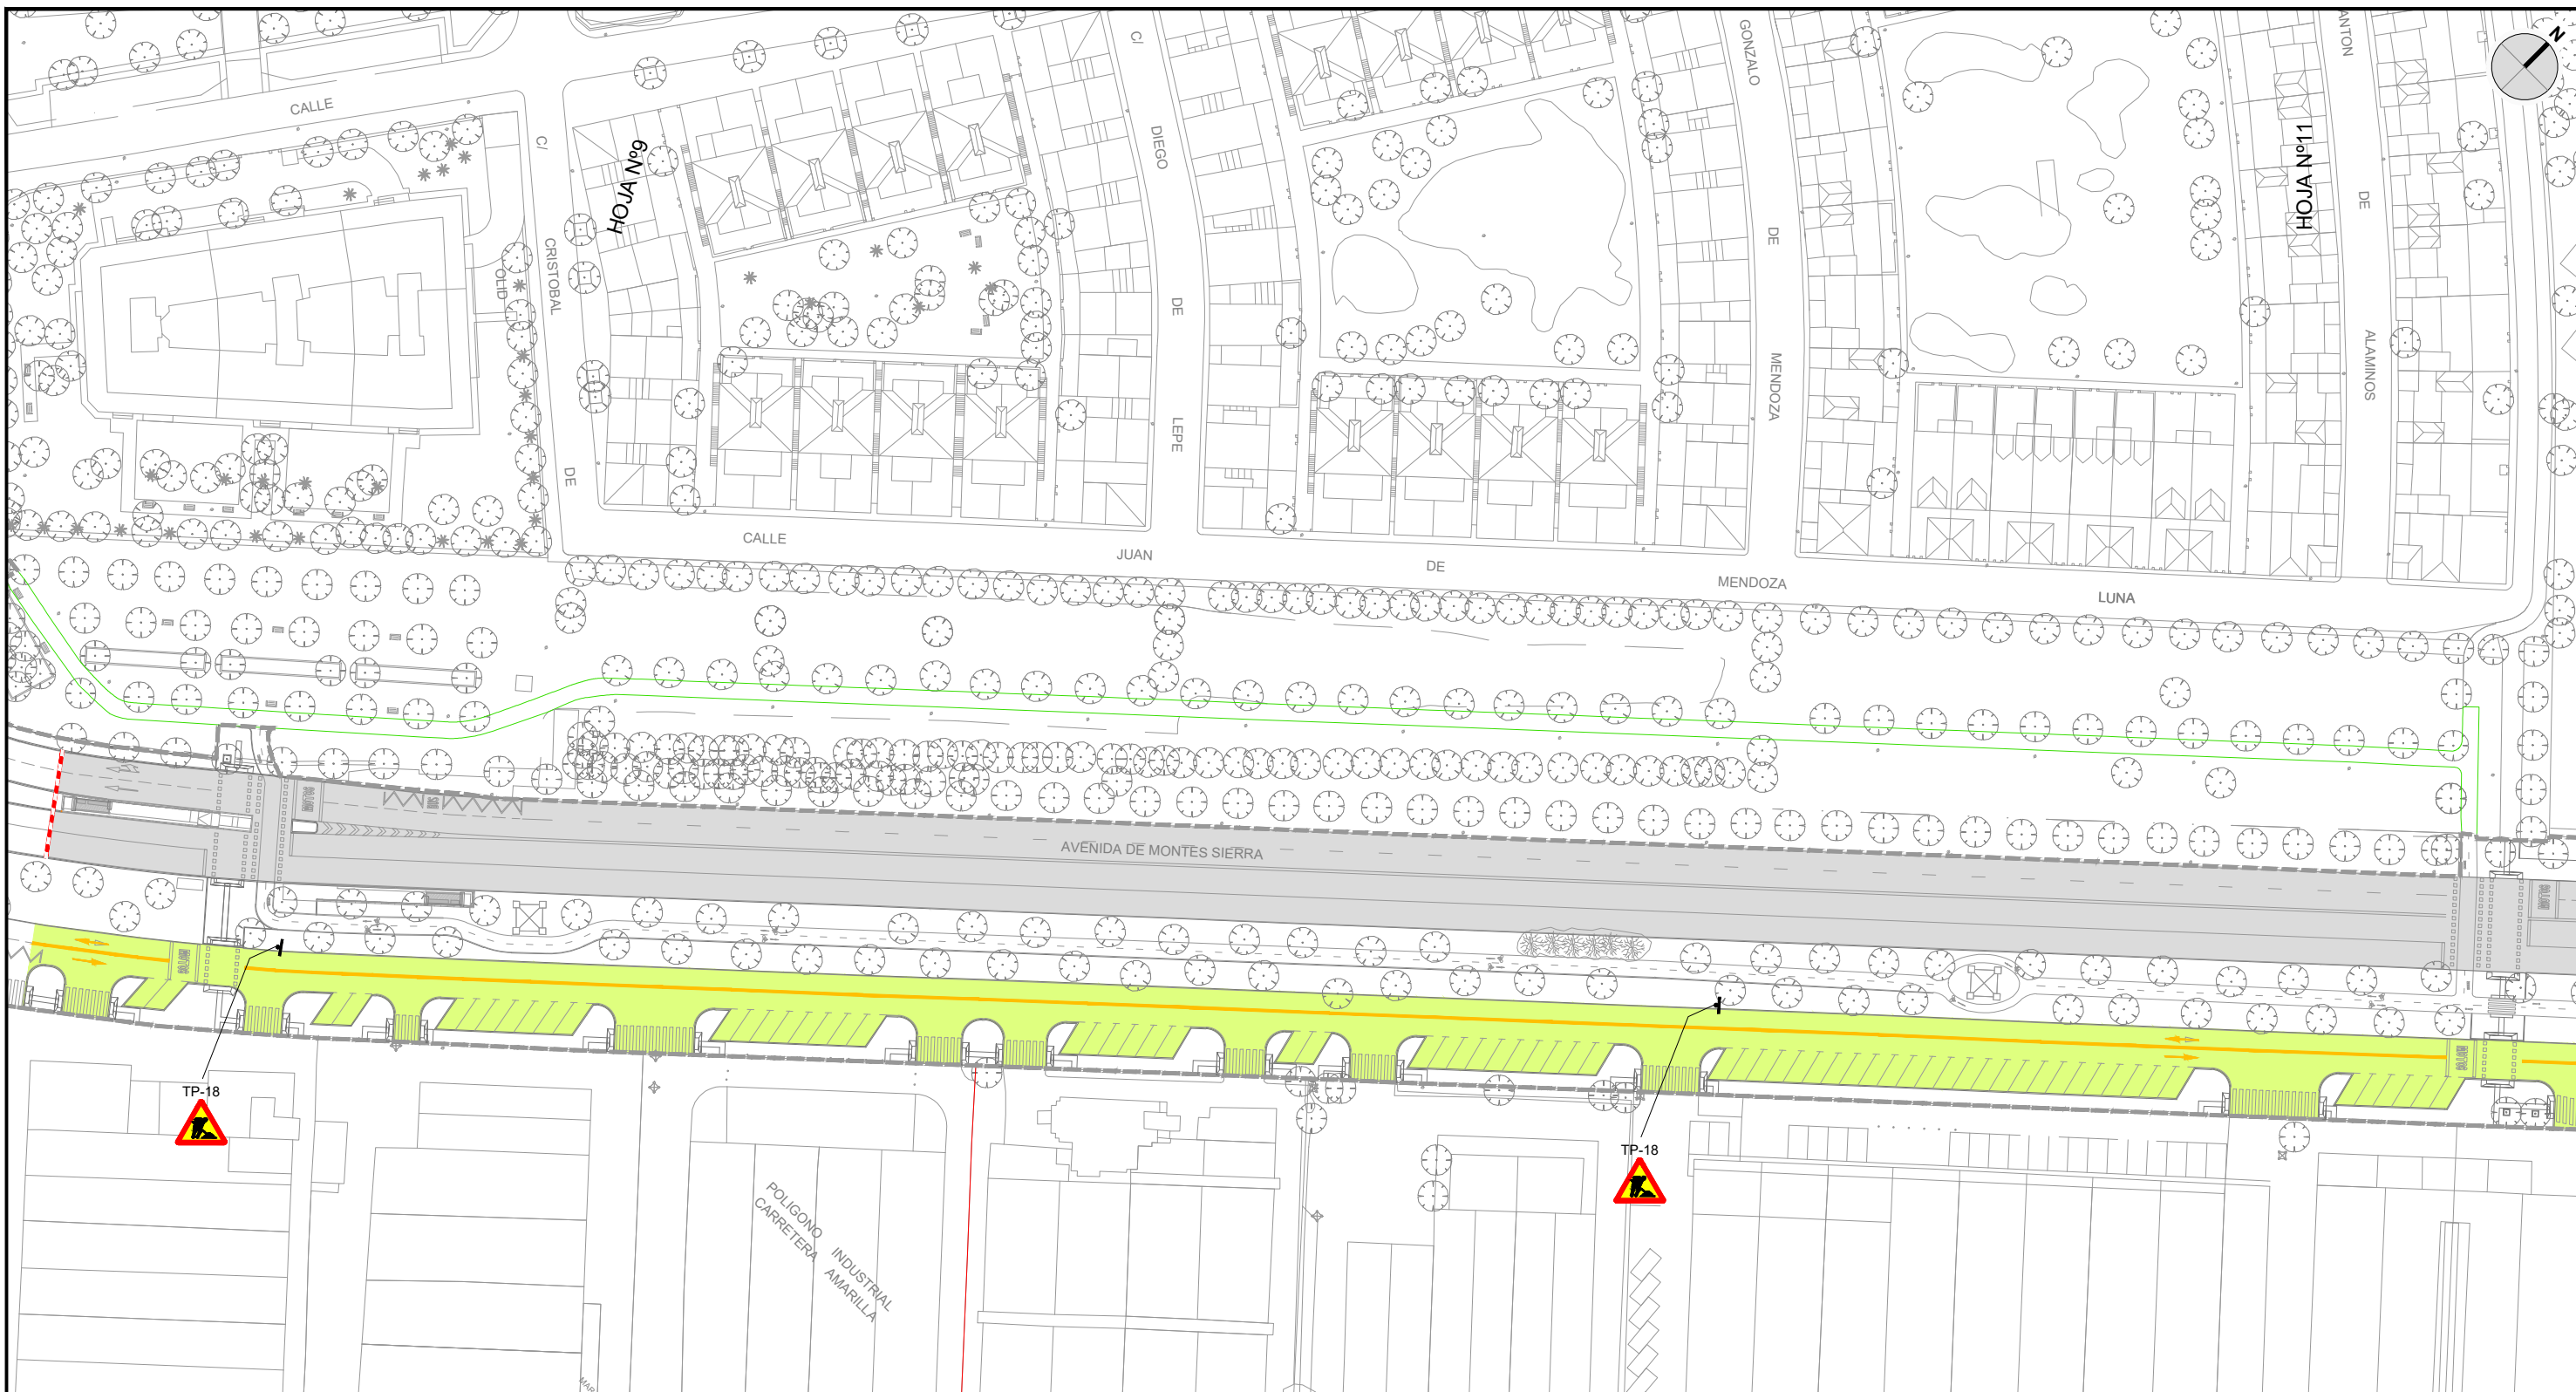 CALLE
C/
CRISTOBAL
DE
OLID
HOJA Nº9
C/
DIEGO
DE
LEPE
GONZALO
DE
MENDOZA
HOJA Nº11
ANTON
DE
ALAMINOS
N
CALLE
JUAN
DE
MENDOZA
LUNA
AVENIDA DE MONTES SIERRA
TP-18
TP-18
POLIGONO INDUSTRIAL
CARRETERA AMARILLA